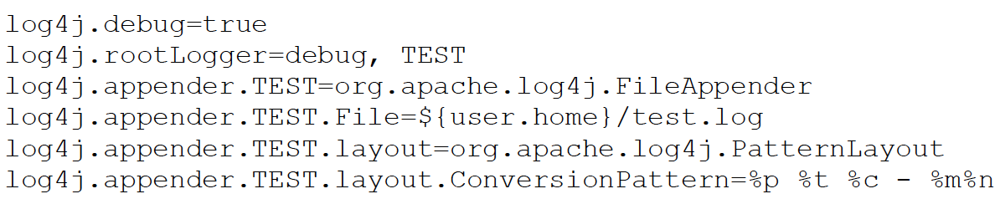 log4j.debug=true
log4j.rootLogger=debug, TEST
log4j.appender.TEST=org.apache.log4j.FileAppender
log4j.appender.TEST.File=${user.home}/test.log
log4j.appender.TEST.layout=org.apache.log4j.PatternLayout
log4j.appender.TEST.layout.ConversionPattern=%p %t %c - %m%n